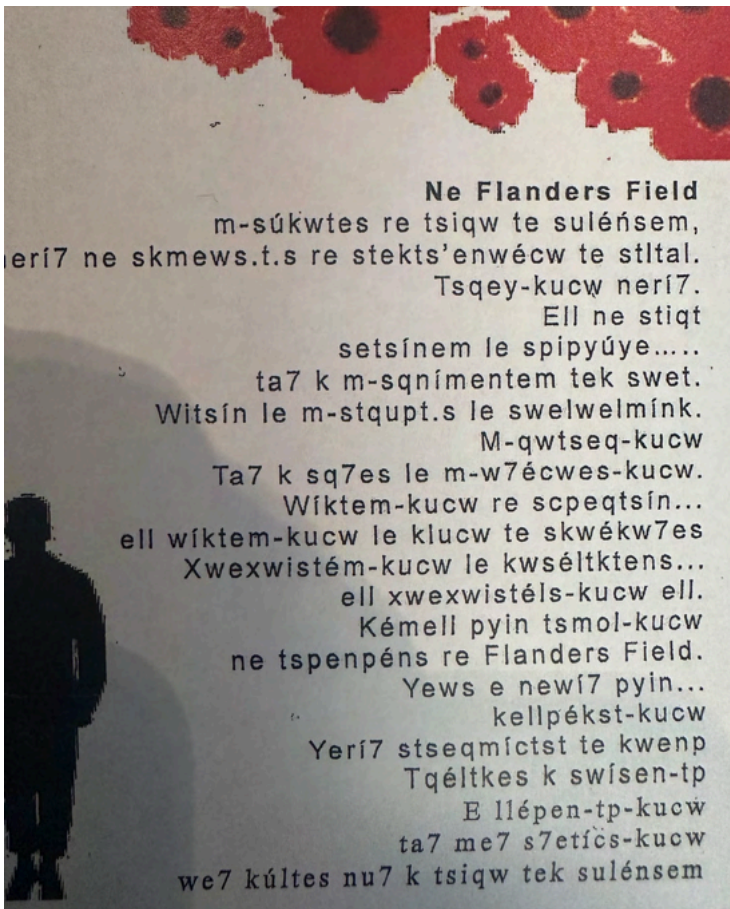 Ne Flanders Field
m-súkwtes re tsiqw te suléńsem,
nerí7 ne skmews.t.s re stekts'enwécw te stltal.
Tsqey-kucw nerí7.
Ell ne stiqt
setsínem le spipyúye.....
ta7 k m-sqnímentem tek swet.
Witsín le m-stqupt.s le swelwelmínk.
M-qwtseq-kucw
Ta7 k sq7es le m-w7écwes-kucw.
Wíktem-kucw re scpeqtsín...
ell wíktem-kucw le klucw te skwékw7es
Xwexwistém-kucw le kwséltktens...
ell xwexwistéls-kucw ell.
Kémell pyin tsmol-kucw
ne tspenpéns re Flanders Field.
Yews e newí7 pyin...
kellpékst-kucw
Yerí7 stseqmíctst te kwenp
Tqéltkes k swísen-tp
E llépen-tp-kucw
ta7 me7 s7etícs-kucw
we7 kúltes nu7 k tsiqw tek sulénsem